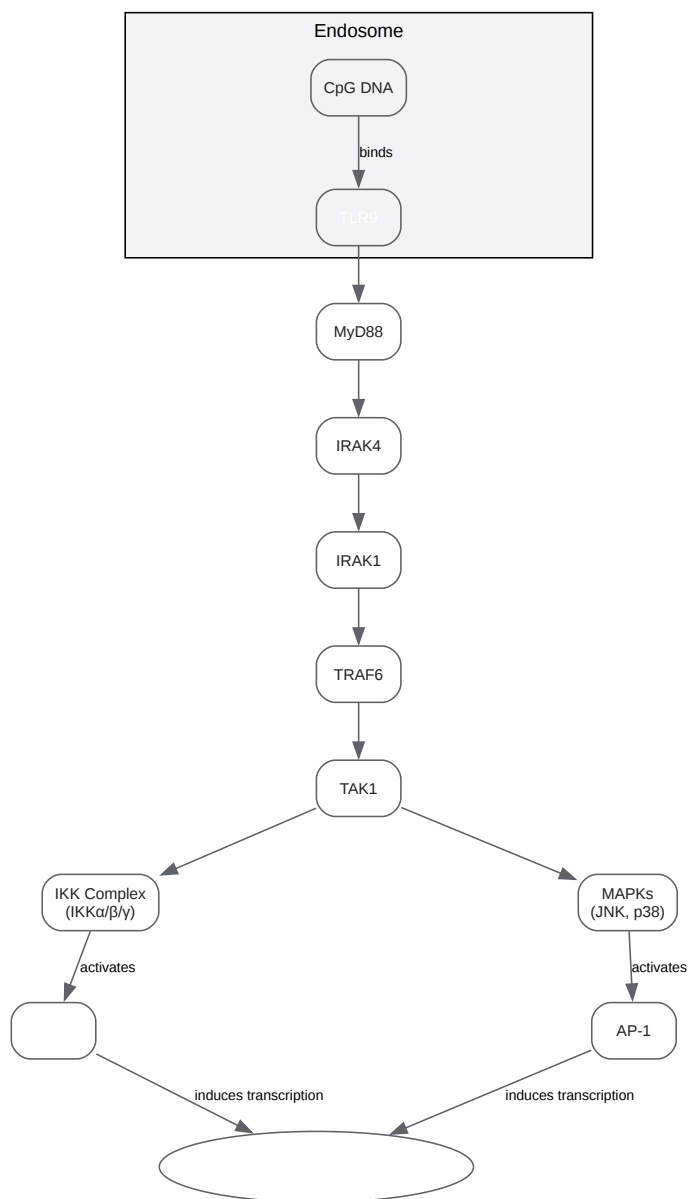 Endosome
CpG DNA
binds
TLR9
MyD88
IRAK4
IRAK1
TRAF6
TAK1
IKK Complex
(IKKα/β/γ)
MAPKs
(JNK, p38)
activates
activates
AP-1
induces transcription
induces transcription